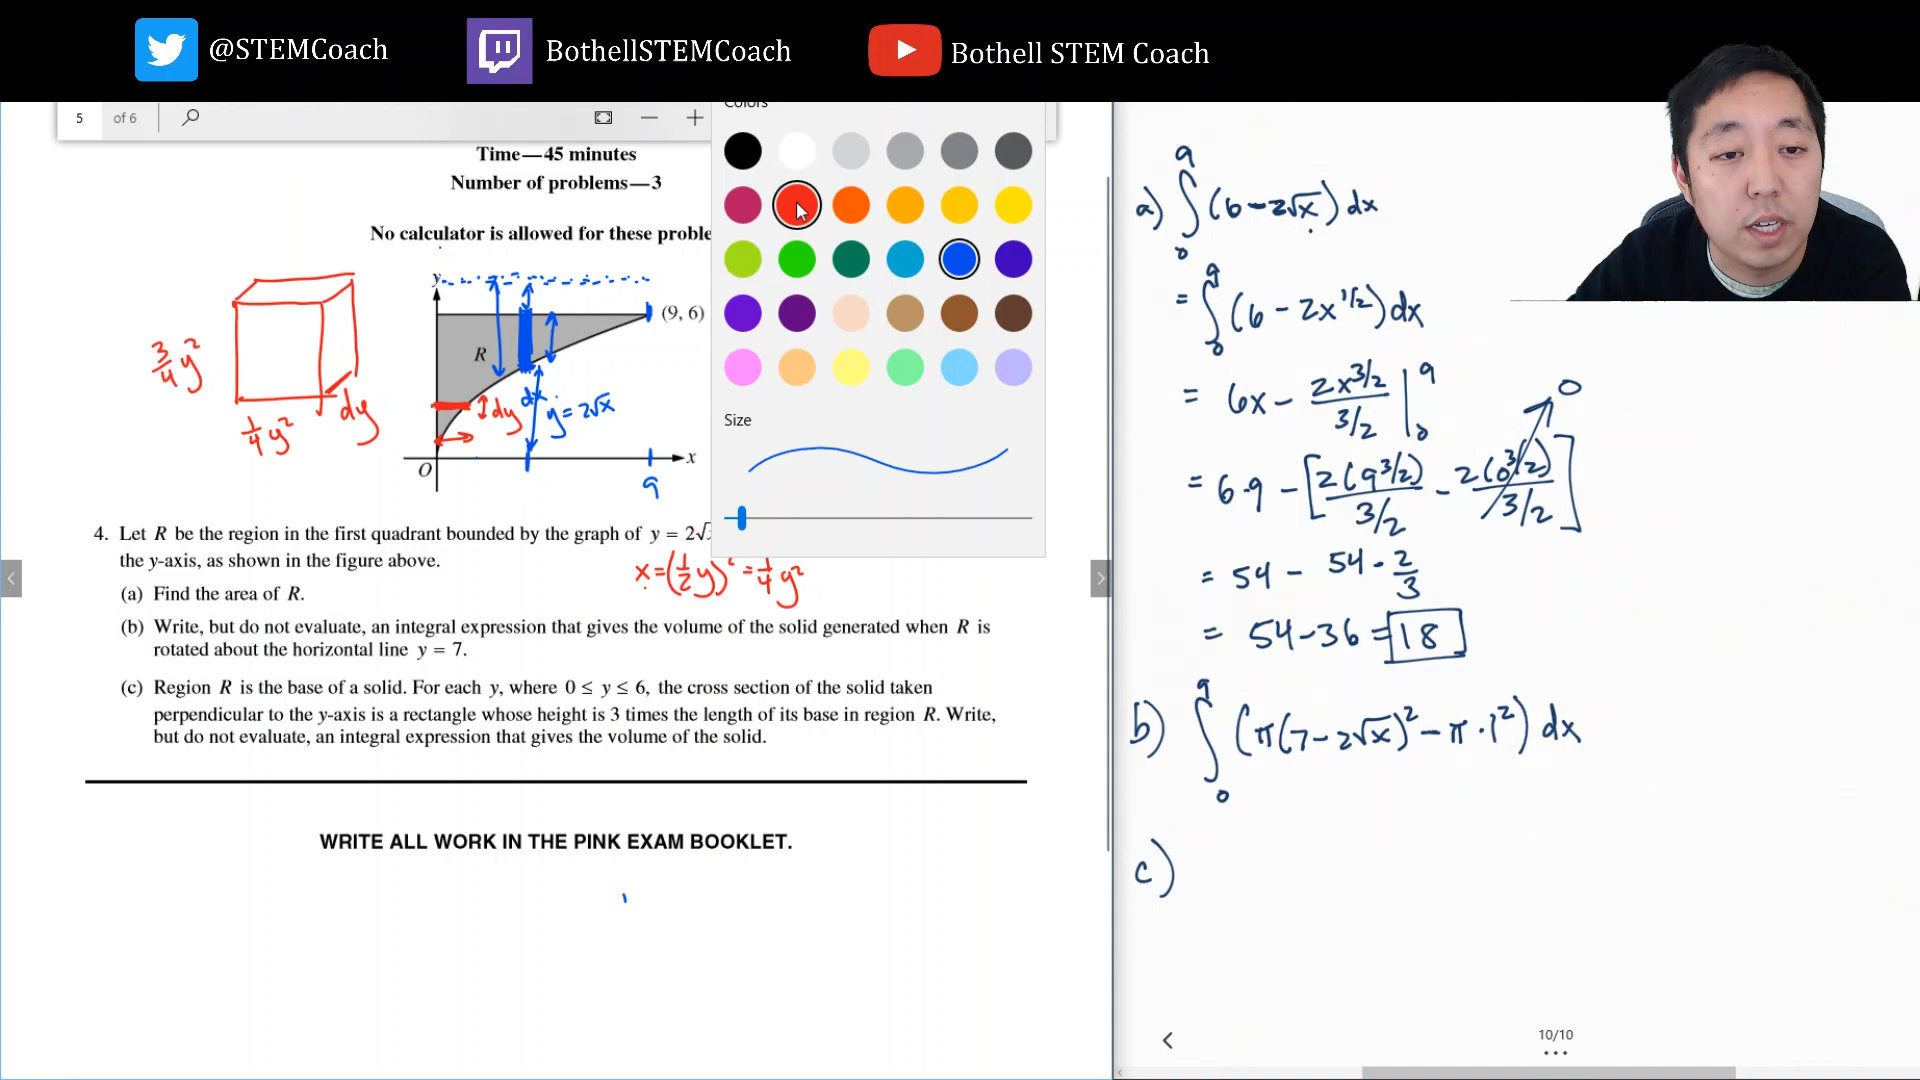 @STEMCoach
BothellSTEMCoach
Bothell STEM Coach
Colors
5 of 6
Time—45 minutes
Number of problems—3
No calculator is allowed for these proble
y
(9, 6)
R
dx
dy
y = 2√x
O
x
9
3/4 y²
1/4 y²
dy
Size
4. Let R be the region in the first quadrant bounded by the graph of y = 2√
the y-axis, as shown in the figure above.
x = (1/2 y)² = 1/4 y²
(a) Find the area of R.
(b) Write, but do not evaluate, an integral expression that gives the volume of the solid generated when R is
rotated about the horizontal line y = 7.
(c) Region R is the base of a solid. For each y, where 0 ≤ y ≤ 6, the cross section of the solid taken
perpendicular to the y-axis is a rectangle whose height is 3 times the length of its base in region R. Write,
but do not evaluate, an integral expression that gives the volume of the solid.
WRITE ALL WORK IN THE PINK EXAM BOOKLET.
a) ∫₀⁹ (6 - 2√x) dx
= ∫₀⁹ (6 - 2x^1/2) dx
= 6x - 2x^3/2 / 3/2 |₀⁹
= 6·9 - [2(9^3/2) / 3/2 - 2(0^3/2) / 3/2] 0
= 54 - 54 · 2/3
= 54 - 36 = 18
b) ∫₀⁹ (π(7 - 2√x)² - π · 1²) dx
c)
10/10